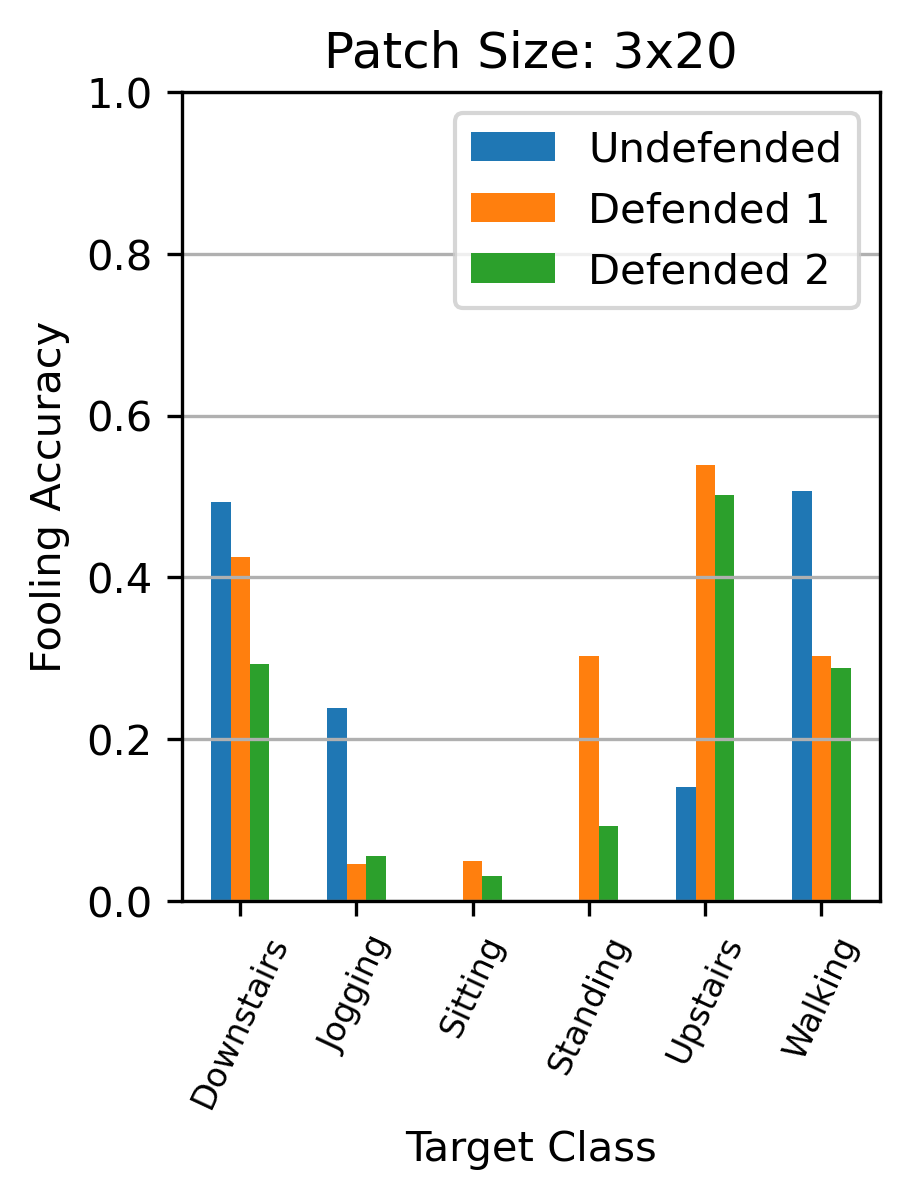 Patch Size: 3x20
Undefended
Defended 1
Defended 2
1.0
0.8
0.6
0.4
0.2
0.0
Fooling Accuracy
Downstairs
Jogging
Sitting
Standing
Upstairs
Walking
Target Class